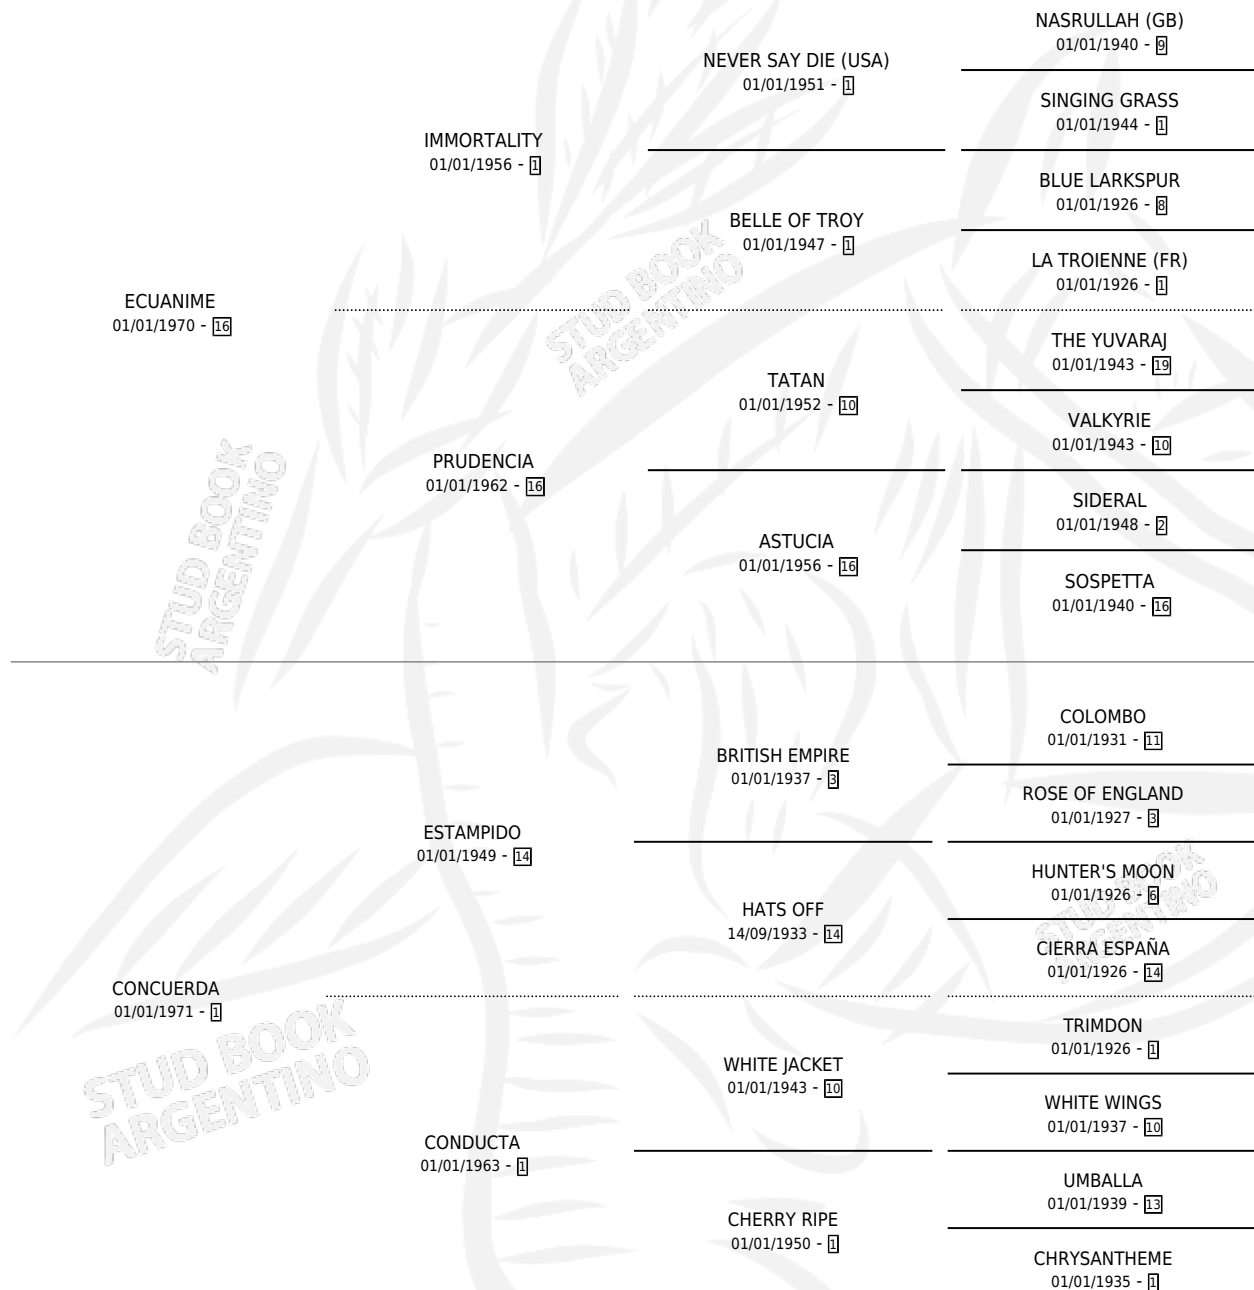 NASRULLAH (GB)
01/01/1940 - 9
NEVER SAY DIE (USA)
01/01/1951 - 1
SINGING GRASS
01/01/1944 - 1
IMMORTALITY
01/01/1956 - 1
BLUE LARKSPUR
01/01/1926 - 8
BELLE OF TROY
01/01/1947 - 1
LA TROIENNE (FR)
01/01/1926 - 1
ECUANIME
01/01/1970 - 16
THE YUVARAJ
01/01/1943 - 19
TATAN
01/01/1952 - 10
VALKYRIE
01/01/1943 - 10
PRUDENCIA
01/01/1962 - 16
SIDERAL
01/01/1948 - 2
ASTUCIA
01/01/1956 - 16
SOSPETTA
01/01/1940 - 16
COLOMBO
01/01/1931 - 11
BRITISH EMPIRE
01/01/1937 - 3
ROSE OF ENGLAND
01/01/1927 - 3
ESTAMPIDO
01/01/1949 - 14
HUNTER'S MOON
01/01/1926 - 6
HATS OFF
14/09/1933 - 14
CIERRA ESPAÑA
01/01/1926 - 14
CONCUERDA
01/01/1971 - 1
TRIMDON
01/01/1926 - 1
WHITE JACKET
01/01/1943 - 10
WHITE WINGS
01/01/1937 - 10
CONDUCTA
01/01/1963 - 1
UMBALLA
01/01/1939 - 13
CHERRY RIPE
01/01/1950 - 1
CHRYSANTHEME
01/01/1935 - 1
STUD BOOK
ARGENTINO
STUD BOOK
ARGENTINO
STUD BOOK
ARGENTINO
STUD BOOK
ARGENTINO